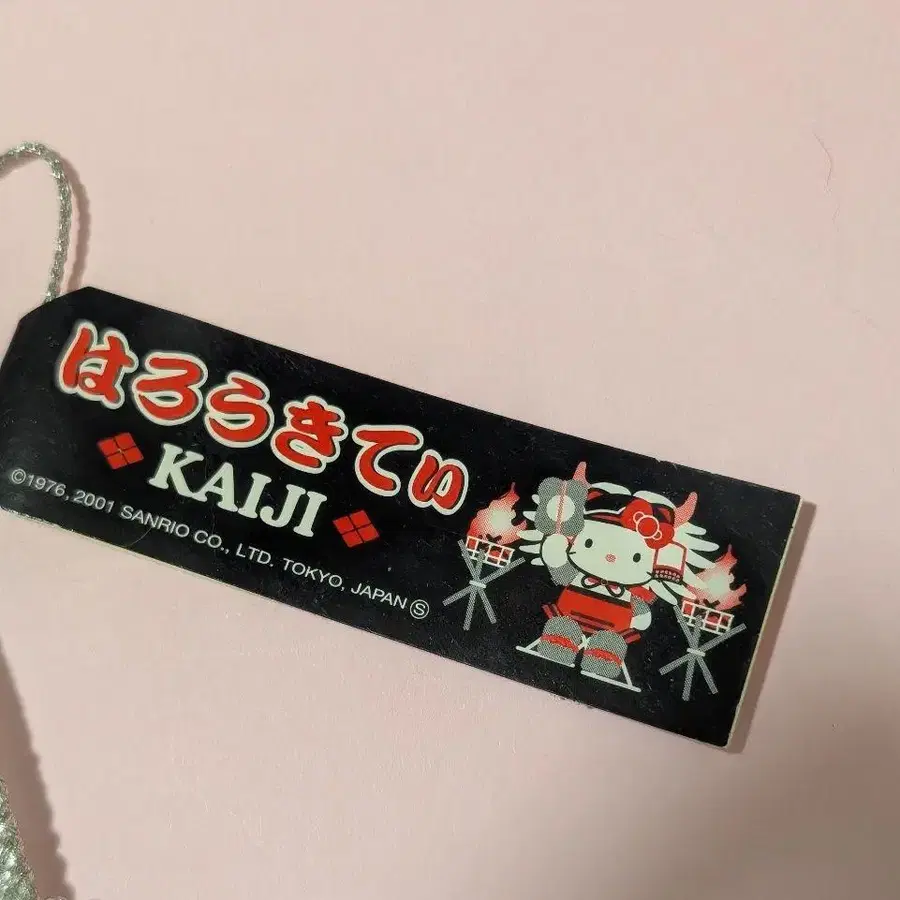 はろうきてぃ
KAIJI
©1976, 2001 SANRIO CO., LTD. TOKYO, JAPAN Ⓢ